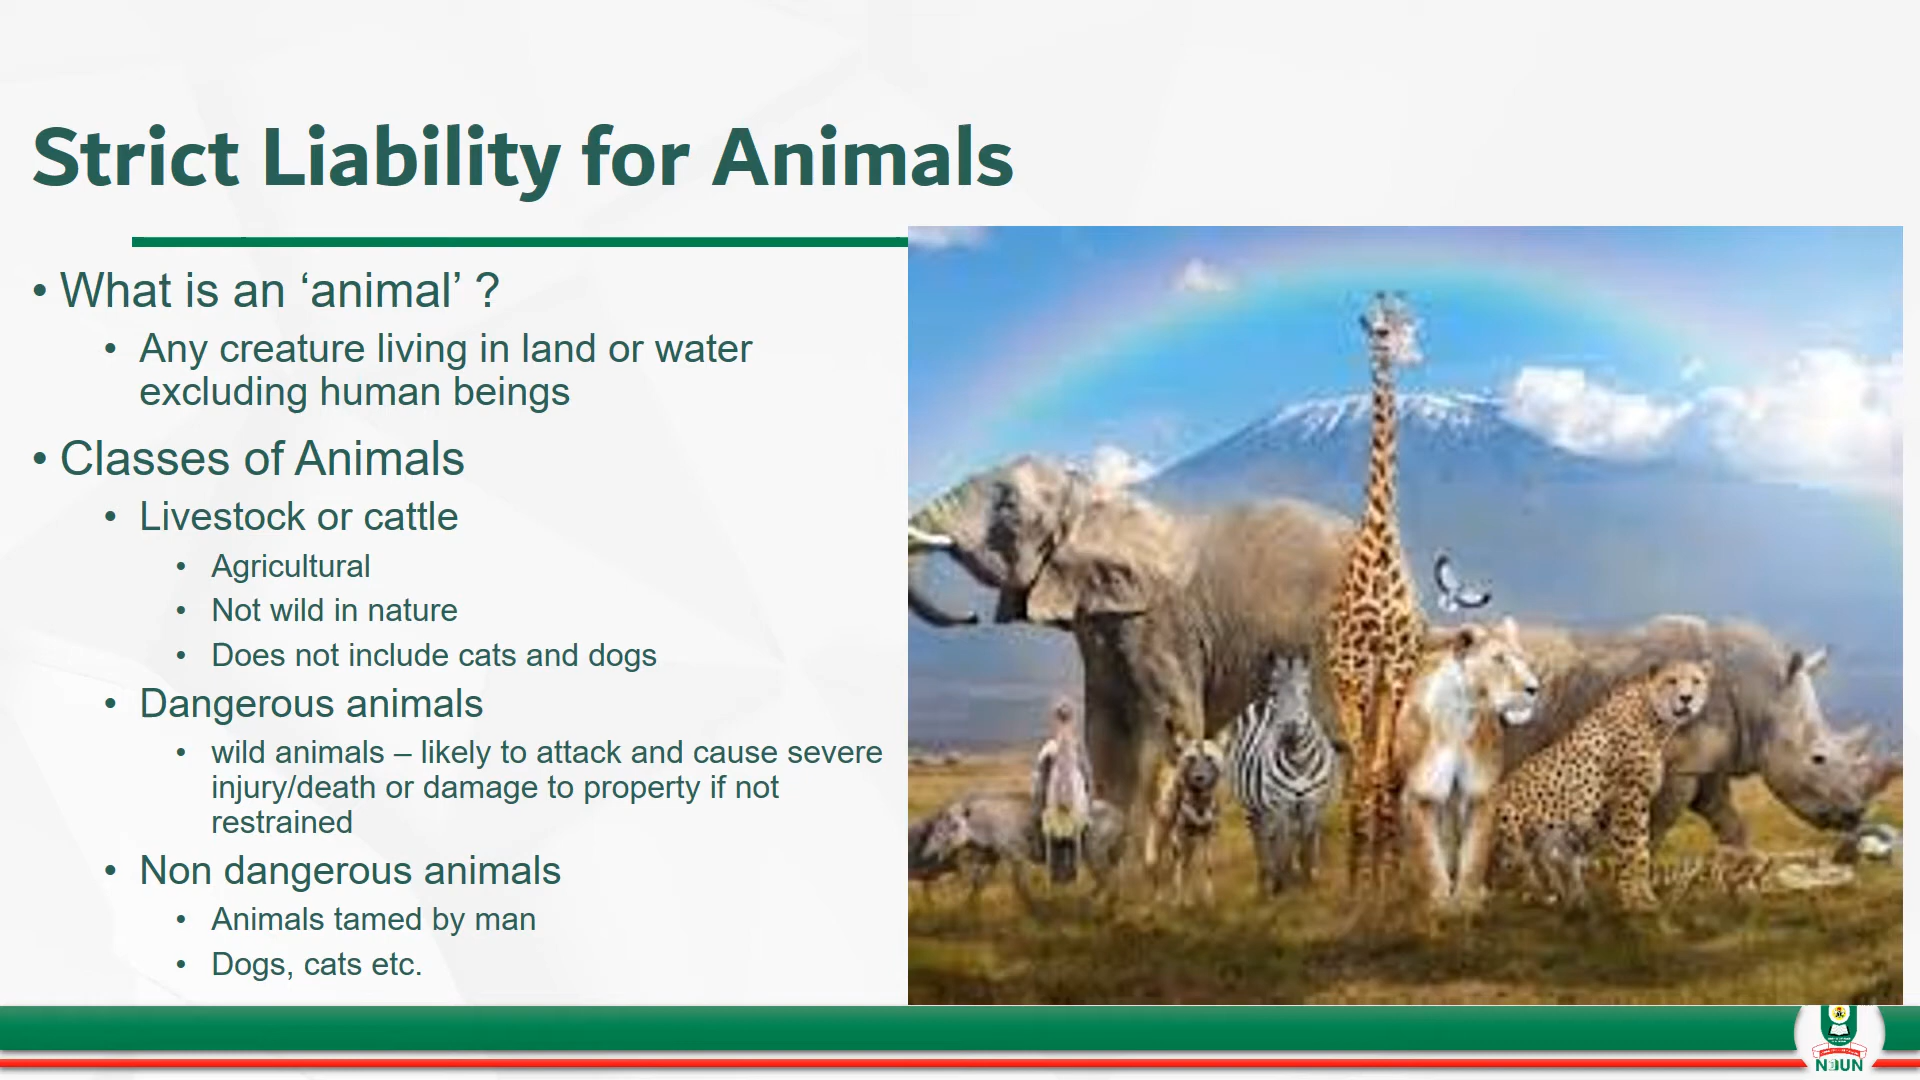 Strict Liability for Animals
• What is an ‘animal’ ?
• Any creature living in land or water
excluding human beings
• Classes of Animals
• Livestock or cattle
• Agricultural
• Not wild in nature
• Does not include cats and dogs
• Dangerous animals
• wild animals – likely to attack and cause severe
injury/death or damage to property if not
restrained
• Non dangerous animals
• Animals tamed by man
• Dogs, cats etc.